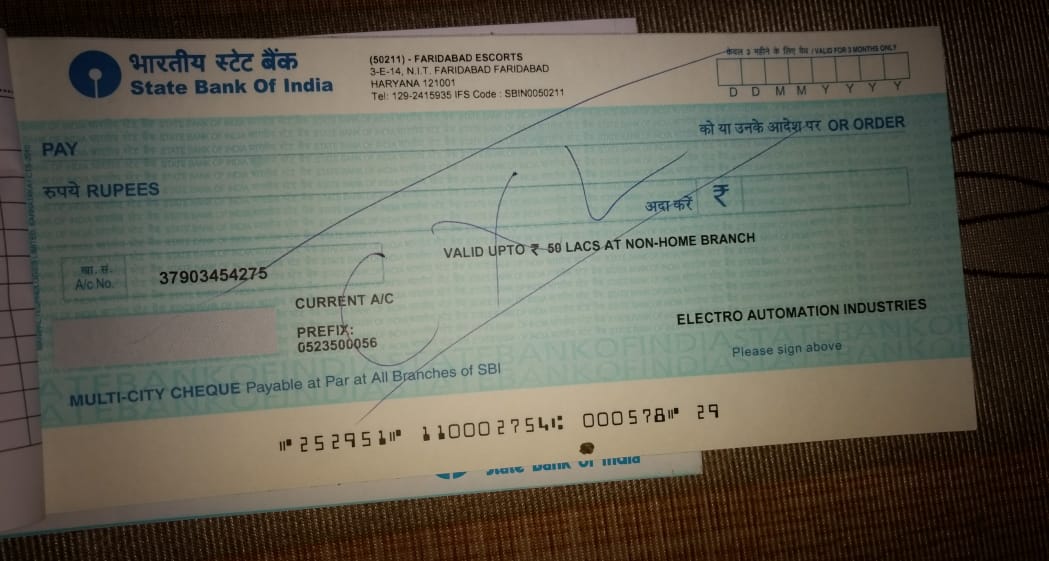 भारतीय स्टेट बैंक
State Bank Of India
(50211) - FARIDABAD ESCORTS
3-E-14, N.I.T. FARIDABAD FARIDABAD
HARYANA 121001
Tel: 129-2415935 IFS Code : SBIN0050211
केवल 3 महीने के लिए वैध / VALID FOR 3 MONTHS ONLY
D D M M Y Y Y Y
PAY
को या उनके आदेश पर OR ORDER
रुपये RUPEES
अदा करें ₹
VALID UPTO ₹ 50 LACS AT NON-HOME BRANCH
खा. सं.
A/c No.
37903454275
CURRENT A/C
PREFIX:
0523500056
ELECTRO AUTOMATION INDUSTRIES
Please sign above
MULTI-CITY CHEQUE Payable at Par at All Branches of SBI
⑈252951⑈ 110002754⑆ 000578⑈ 29
State Bank Of India